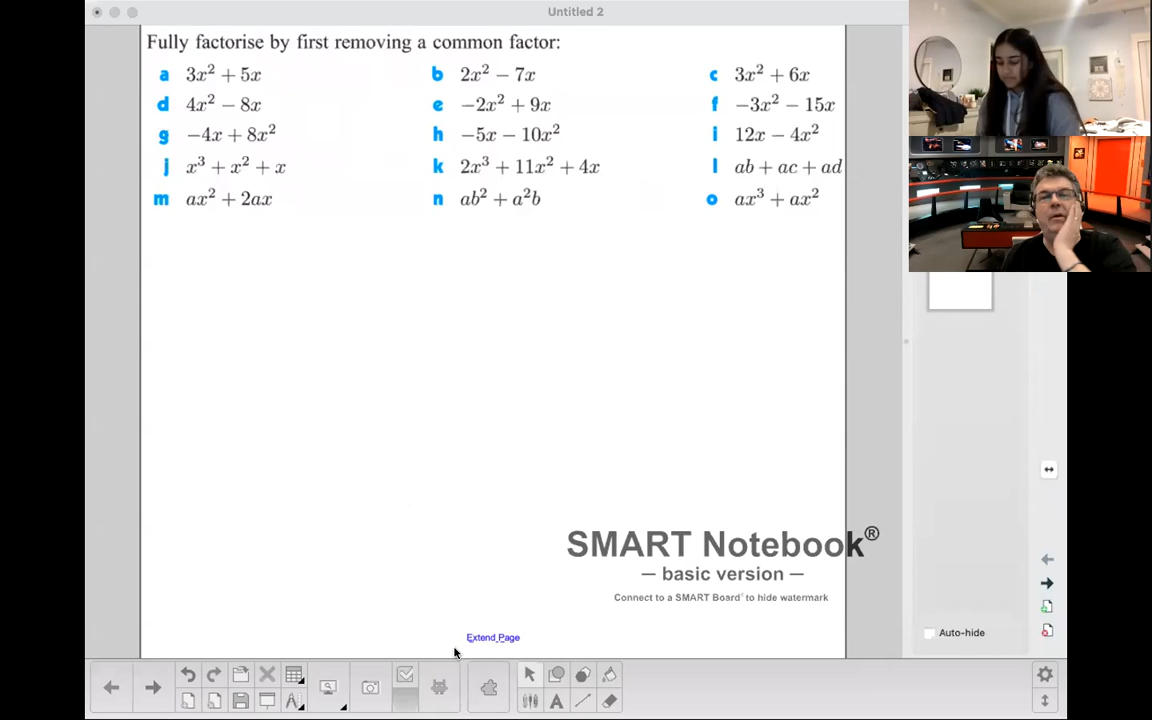 Untitled 2
Fully factorise by first removing a common factor:
a 3x² + 5x b 2x² − 7x c 3x² + 6x
d 4x² − 8x e −2x² + 9x f −3x² − 15x
g −4x + 8x² h −5x − 10x² i 12x − 4x²
j x³ + x² + x k 2x³ + 11x² + 4x l ab + ac + ad
m ax² + 2ax n ab² + a²b o ax³ + ax²
SMART Notebook®
— basic version —
Connect to a SMART Board® to hide watermark
Extend Page
Auto-hide